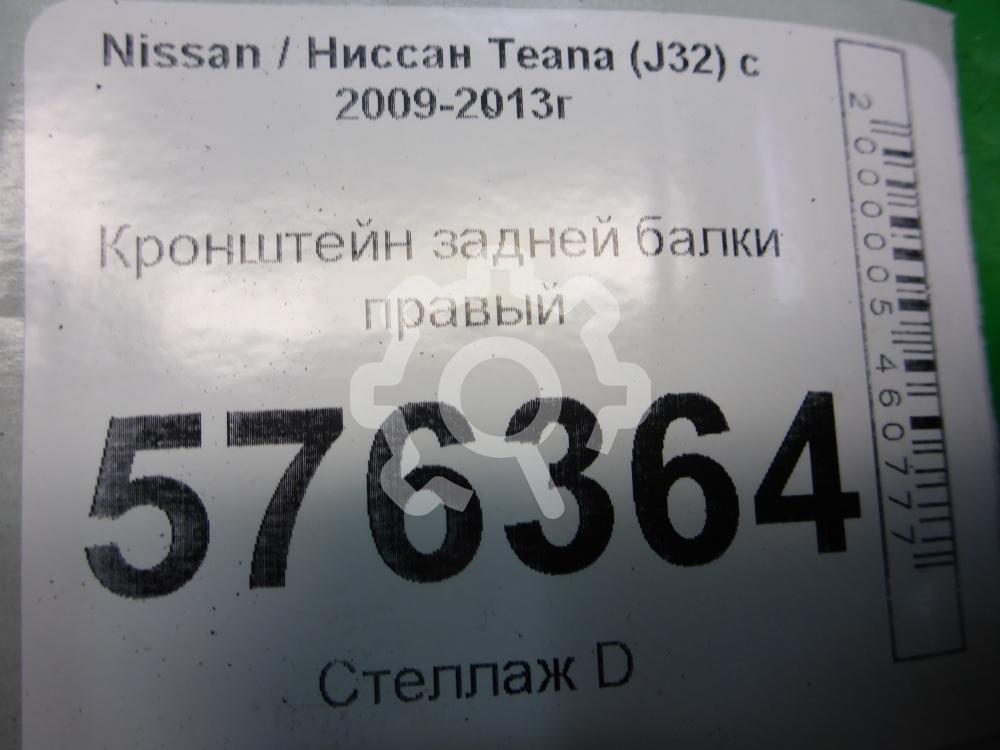 Nissan / Ниссан Teana (J32) с
2009-2013г
Кронштейн задней балки
правый
576364
Стеллаж D
2000005460777